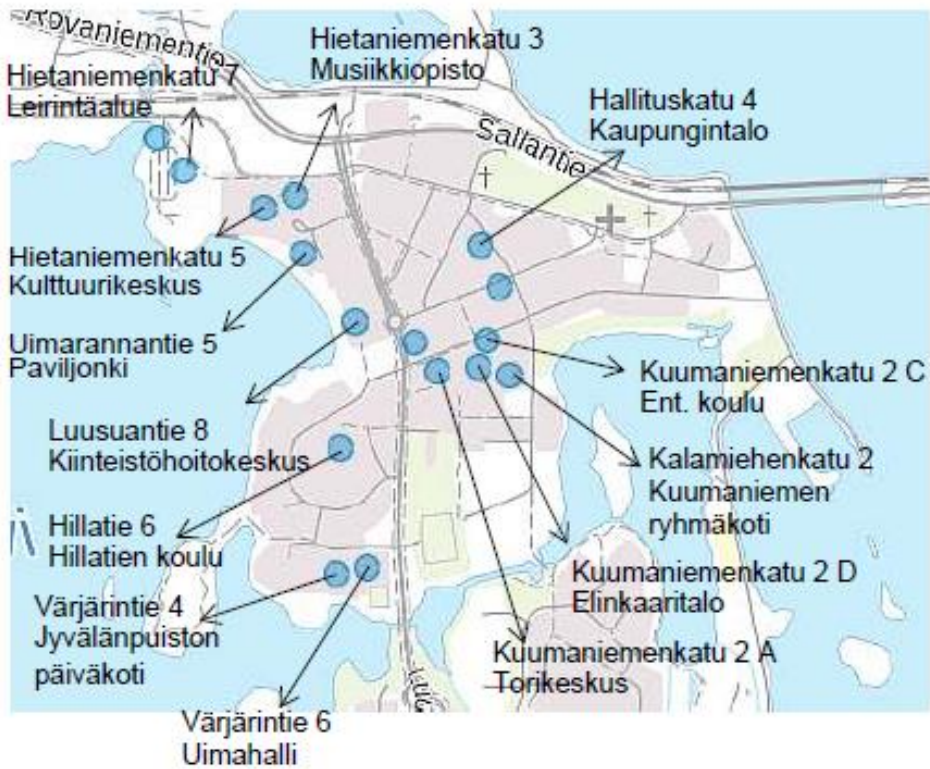 Rovaniementie
Hietaniemenkatu 3
Musiikkiopisto
Hietaniemenkatu 7
Leirintäalue
Hallituskatu 4
Kaupungintalo
Sallantie
Hietaniemenkatu 5
Kulttuurikeskus
Uimarannantie 5
Paviljonki
Kuumaniemenkatu 2 C
Ent. koulu
Luusuantie 8
Kiinteistöhoitokeskus
Kalamiehenkatu 2
Kuumaniemen
ryhmäkoti
Hillatie 6
Hillatien koulu
Kuumaniemenkatu 2 D
Elinkaaritalo
Värjärintie 4
Jyvälänpuiston
päiväkoti
Kuumaniemenkatu 2 A
Torikeskus
Värjärintie 6
Uimahalli